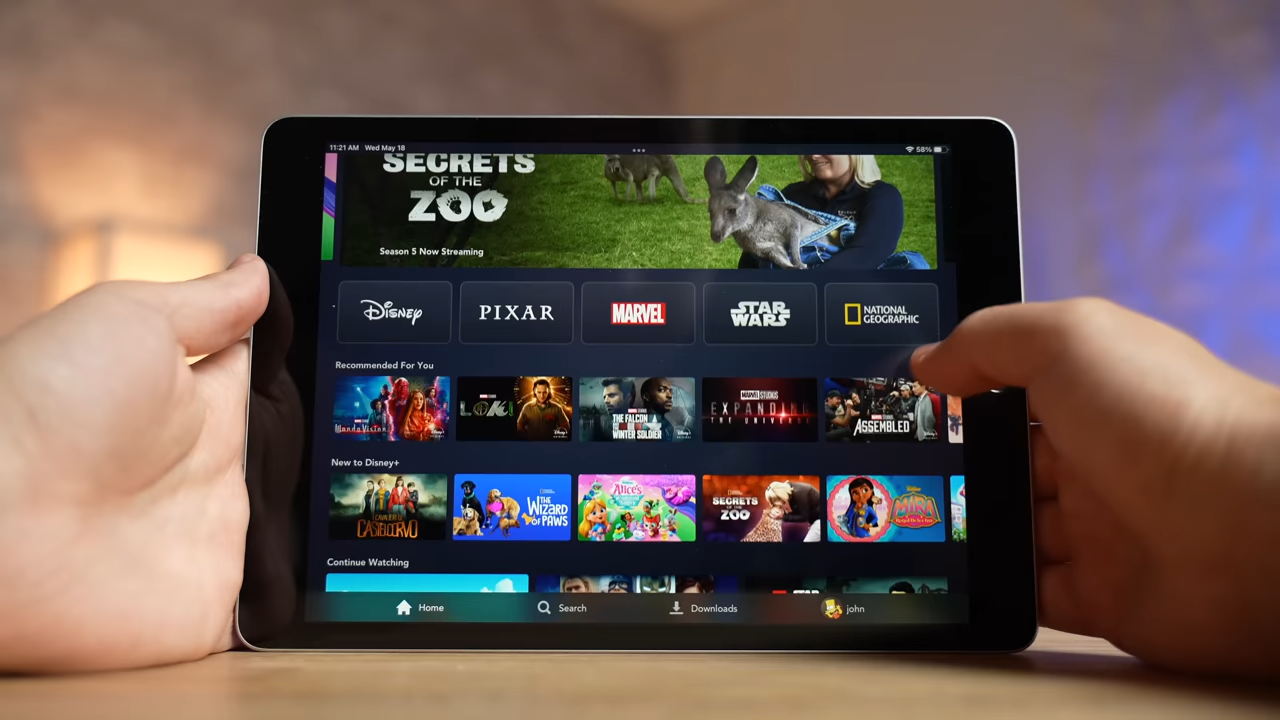 11:21 AM Wed May 18
58%
SECRETS
OF THE
ZOO
Season 5 Now Streaming
Disney
PIXAR
MARVEL
STAR
WARS
NATIONAL
GEOGRAPHIC
Recommended For You
WandaVision
LOKI
THE FALCON
AND THE
WINTER SOLDIER
MARVEL STUDIOS
EXPANDING
THE UNIVERSE
ASSEMBLED
New to Disney+
I CAVALIERI DI
CASTELCORVO
THE
WIZARD
OF PAWS
Alice's
SECRETS
OF THE
ZOO
MIRA
Continue Watching
Home
Search
Downloads
john